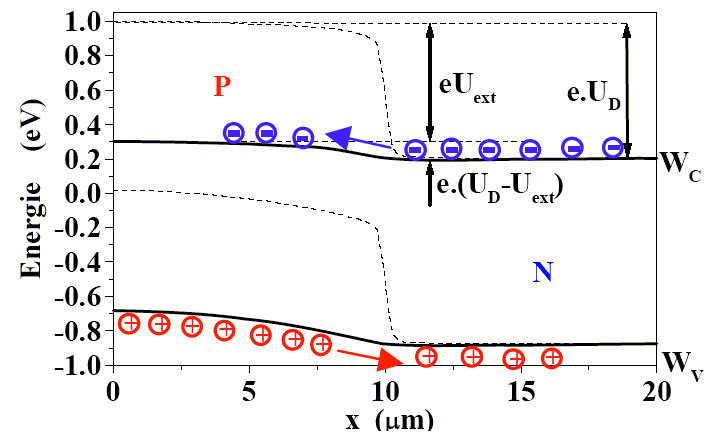 Energie (eV)
1.0
0.8
0.6
0.4
0.2
0.0
-0.2
-0.4
-0.6
-0.8
-1.0
P
eU_ext
e.U_D
W_C
e.(U_D-U_ext)
N
W_V
0
5
10
15
20
x (μm)